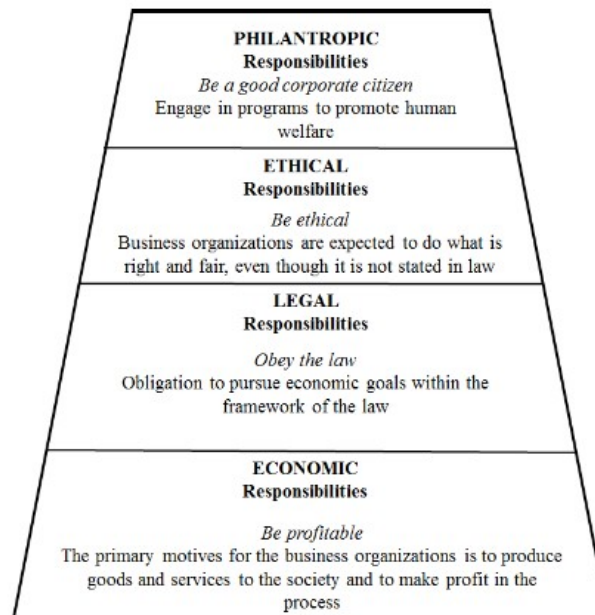 PHILANTROPIC
Responsibilities
Be a good corporate citizen
Engage in programs to promote human
welfare
ETHICAL
Responsibilities
Be ethical
Business organizations are expected to do what is
right and fair, even though it is not stated in law
LEGAL
Responsibilities
Obey the law
Obligation to pursue economic goals within the
framework of the law
ECONOMIC
Responsibilities
Be profitable
The primary motives for the business organizations is to produce
goods and services to the society and to make profit in the
process